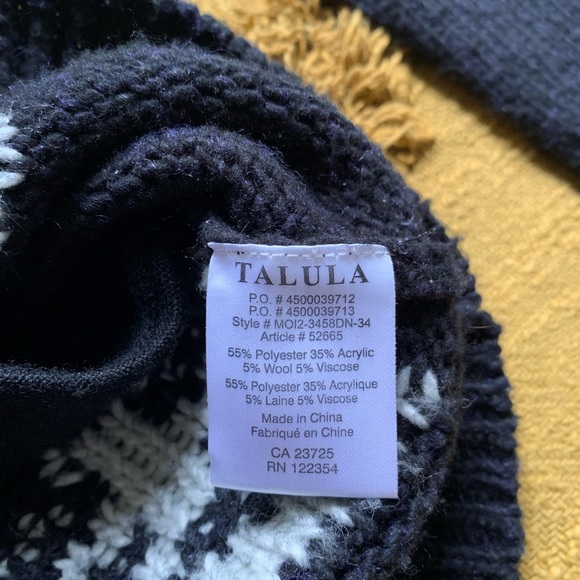 TALULA
P.O. # 4500039712
P.O. # 4500039713
Style # MOI2-3458DN-34
Article # 52665
55% Polyester 35% Acrylic
5% Wool 5% Viscose
55% Polyester 35% Acrylique
5% Laine 5% Viscose
Made in China
Fabriqué en Chine
CA 23725
RN 122354